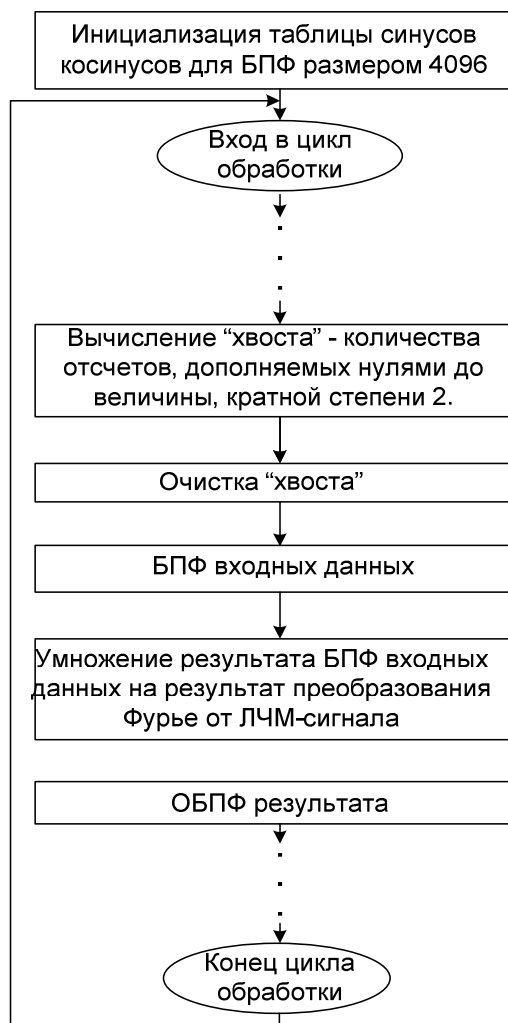 Инициализация таблицы синусов
косинусов для БПФ размером 4096
Вход в цикл
обработки
Вычисление “хвоста” - количества
отсчетов, дополняемых нулями до
величины, кратной степени 2.
Очистка “хвоста”
БПФ входных данных
Умножение результата БПФ входных
данных на результат преобразования
Фурье от ЛЧМ-сигнала
ОБПФ результата
Конец цикла
обработки